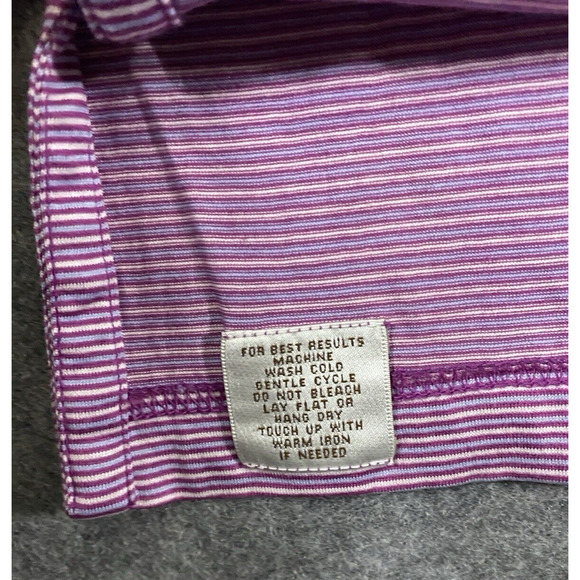 FOR BEST RESULTS
MACHINE
WASH COLD
GENTLE CYCLE
DO NOT BLEACH
LAY FLAT OR
HANG DRY
TOUCH UP WITH
WARM IRON
IF NEEDED